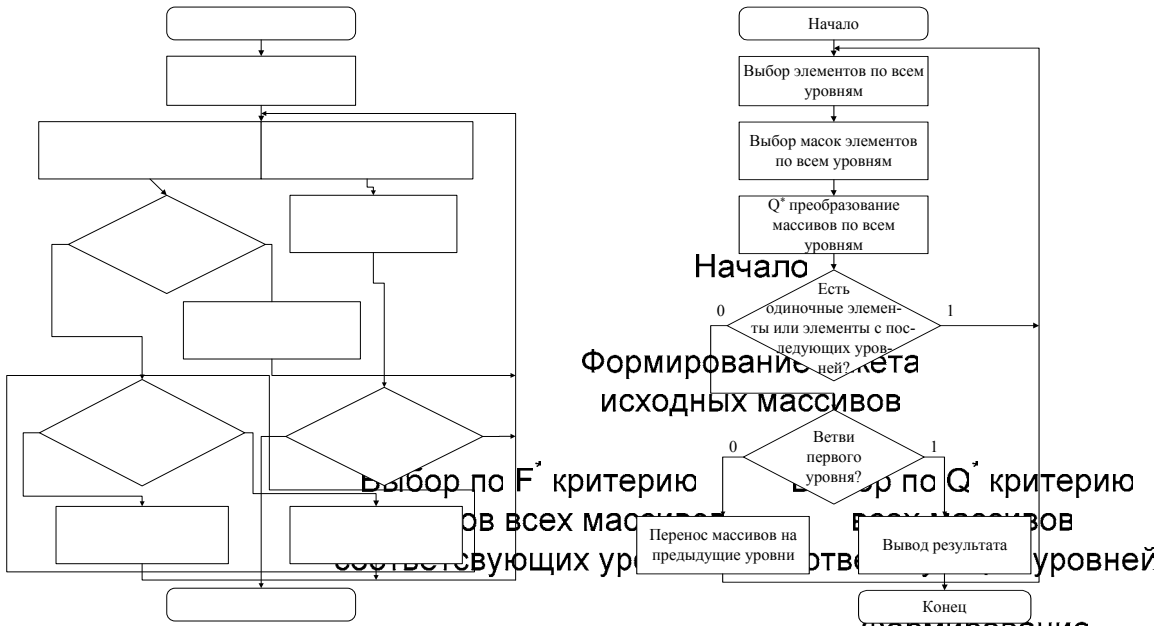 Начало
Выбор элементов по всем
уровням
Выбор масок элементов
по всем уровням
Q* преобразование
массивов по всем
уровням
Начало
Есть
одиночные элемен-
ты или элементы с пос-
ледующих уров-
ней?
0
1
Формирование
исходных массивов
Ветви
первого
уровня?
0
1
Выбор по F* критерию
по Q* критерию
всех
всех массивов
Перенос массивов на
предыдущие уровни
Вывод результата
уровней
Конец